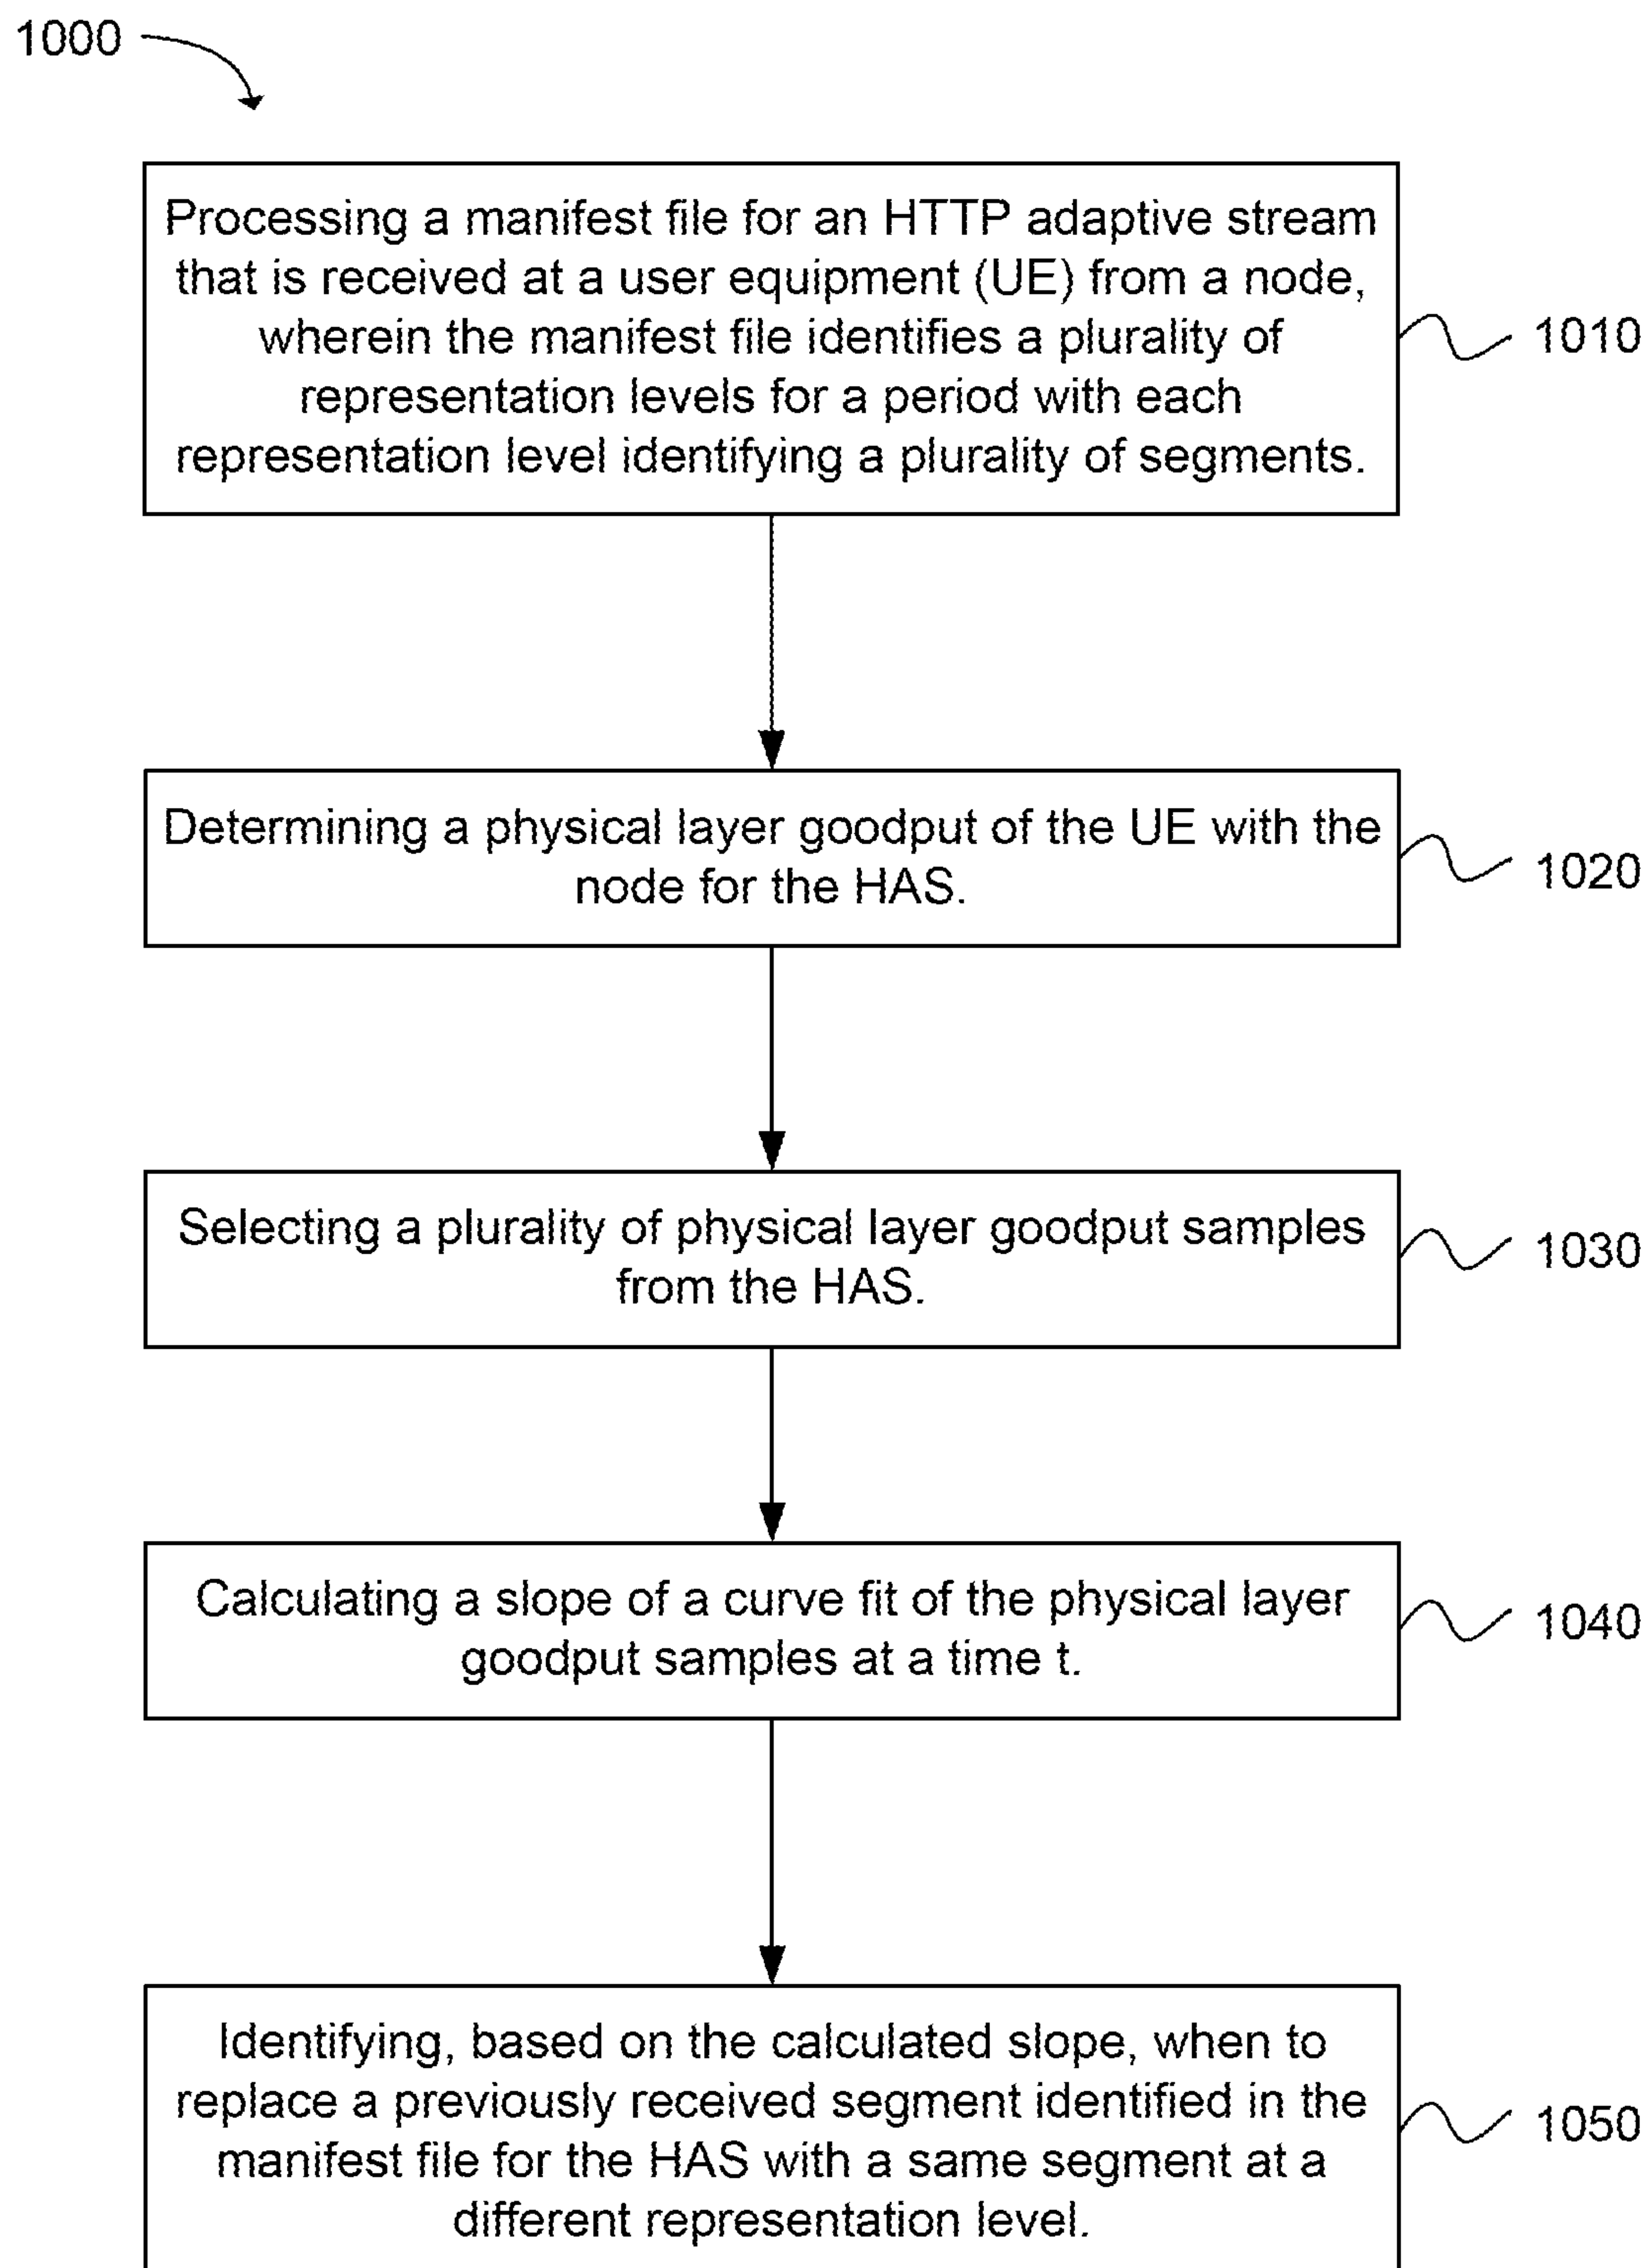 1000
Processing a manifest file for an HTTP adaptive stream
that is received at a user equipment (UE) from a node,
wherein the manifest file identifies a plurality of
representation levels for a period with each
representation level identifying a plurality of segments.
1010
Determining a physical layer goodput of the UE with the
node for the HAS.
1020
Selecting a plurality of physical layer goodput samples
from the HAS.
1030
Calculating a slope of a curve fit of the physical layer
goodput samples at a time t.
1040
Identifying, based on the calculated slope, when to
replace a previously received segment identified in the
manifest file for the HAS with a same segment at a
different representation level.
1050